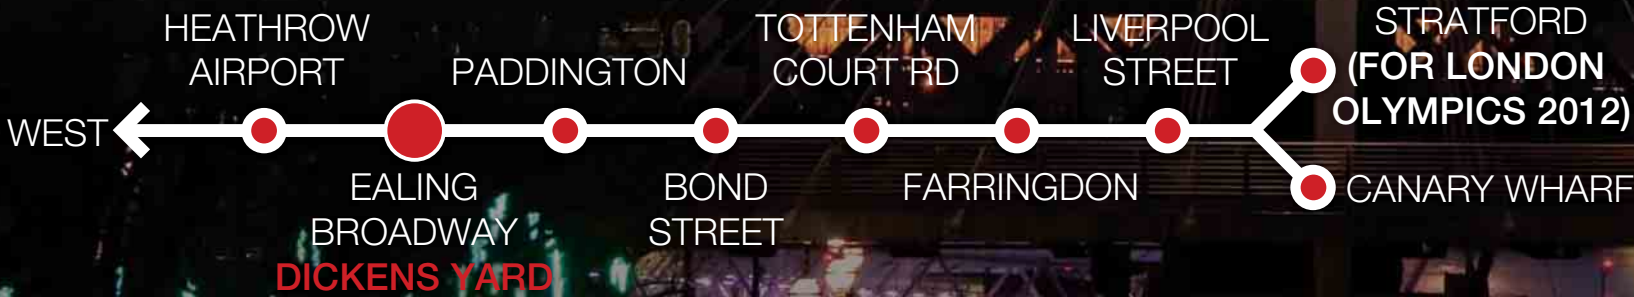 WEST
HEATHROW
AIRPORT
EALING
BROADWAY
DICKENS YARD
PADDINGTON
BOND
STREET
TOTTENHAM
COURT RD
FARRINGDON
LIVERPOOL
STREET
STRATFORD
(FOR LONDON
OLYMPICS 2012)
CANARY WHARF